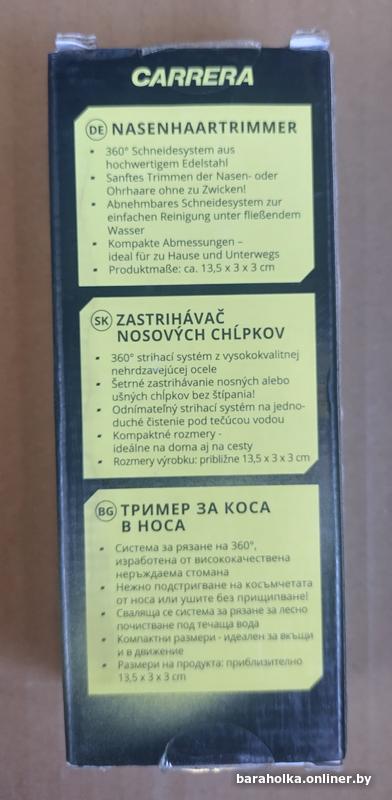 CARRERA
DE NASENHAARTRIMMER
• 360° Schneidesystem aus
hochwertigem Edelstahl
• Sanftes Trimmen der Nasen- oder
Ohrhaare ohne zu Zwicken!
• Abnehmbares Schneidesystem zur
einfachen Reinigung unter fließendem
Wasser
• Kompakte Abmessungen –
ideal für zu Hause und Unterwegs
• Produktmaße: ca. 13,5 x 3 x 3 cm
SK ZASTRIHÁVAČ
NOSOVÝCH CHĹPKOV
• 360° strihací systém z vysokokvalitnej
nehrdzavejúcej ocele
• Šetrné zastrihávanie nosných alebo
ušných chĺpkov bez štípania!
• Odnímateľný strihací systém na jedno-
duché čistenie pod tečúcou vodou
• Kompaktné rozmery -
ideálne na doma aj na cesty
• Rozmery výrobku: približne 13,5 x 3 x 3 cm
BG ТРИМЕР ЗА КОСА
В НОСА
• Система за рязане на 360°,
изработена от висококачествена
неръждаема стомана
• Нежно подстригване на косъмчетата
от носа или ушите без прищипване!
• Сваляща се система за рязане за лесно
почистване под течаща вода
• Компактни размери - идеален за вкъщи
и в движение
• Размери на продукта: приблизително
13,5 x 3 x 3 cm
baraholka.onliner.by